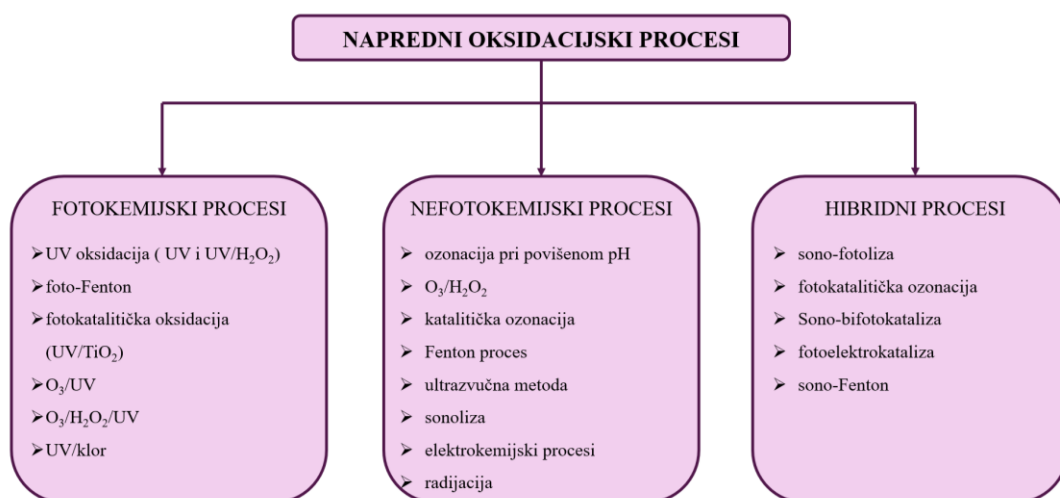 NAPREDNI OKSIDACIJSKI PROCESI
FOTOKEMIJSKI PROCESI
➢UV oksidacija ( UV i UV/H₂O₂)
➢foto-Fenton
➢fotokatalitička oksidacija
(UV/TiO₂)
➢O₃/UV
➢O₃/H₂O₂/UV
➢UV/klor
NEFOTOKEMIJSKI PROCESI
➢ ozonacija pri povišenom pH
➢ O₃/H₂O₂
➢ katalitička ozonacija
➢ Fenton proces
➢ ultrazvučna metoda
➢ sonoliza
➢ elektrokemijski procesi
➢ radijacija
HIBRIDNI PROCESI
➢ sono-fotoliza
➢ fotokatalitička ozonacija
➢ Sono-bifotokataliza
➢ fotoelektrokataliza
➢ sono-Fenton